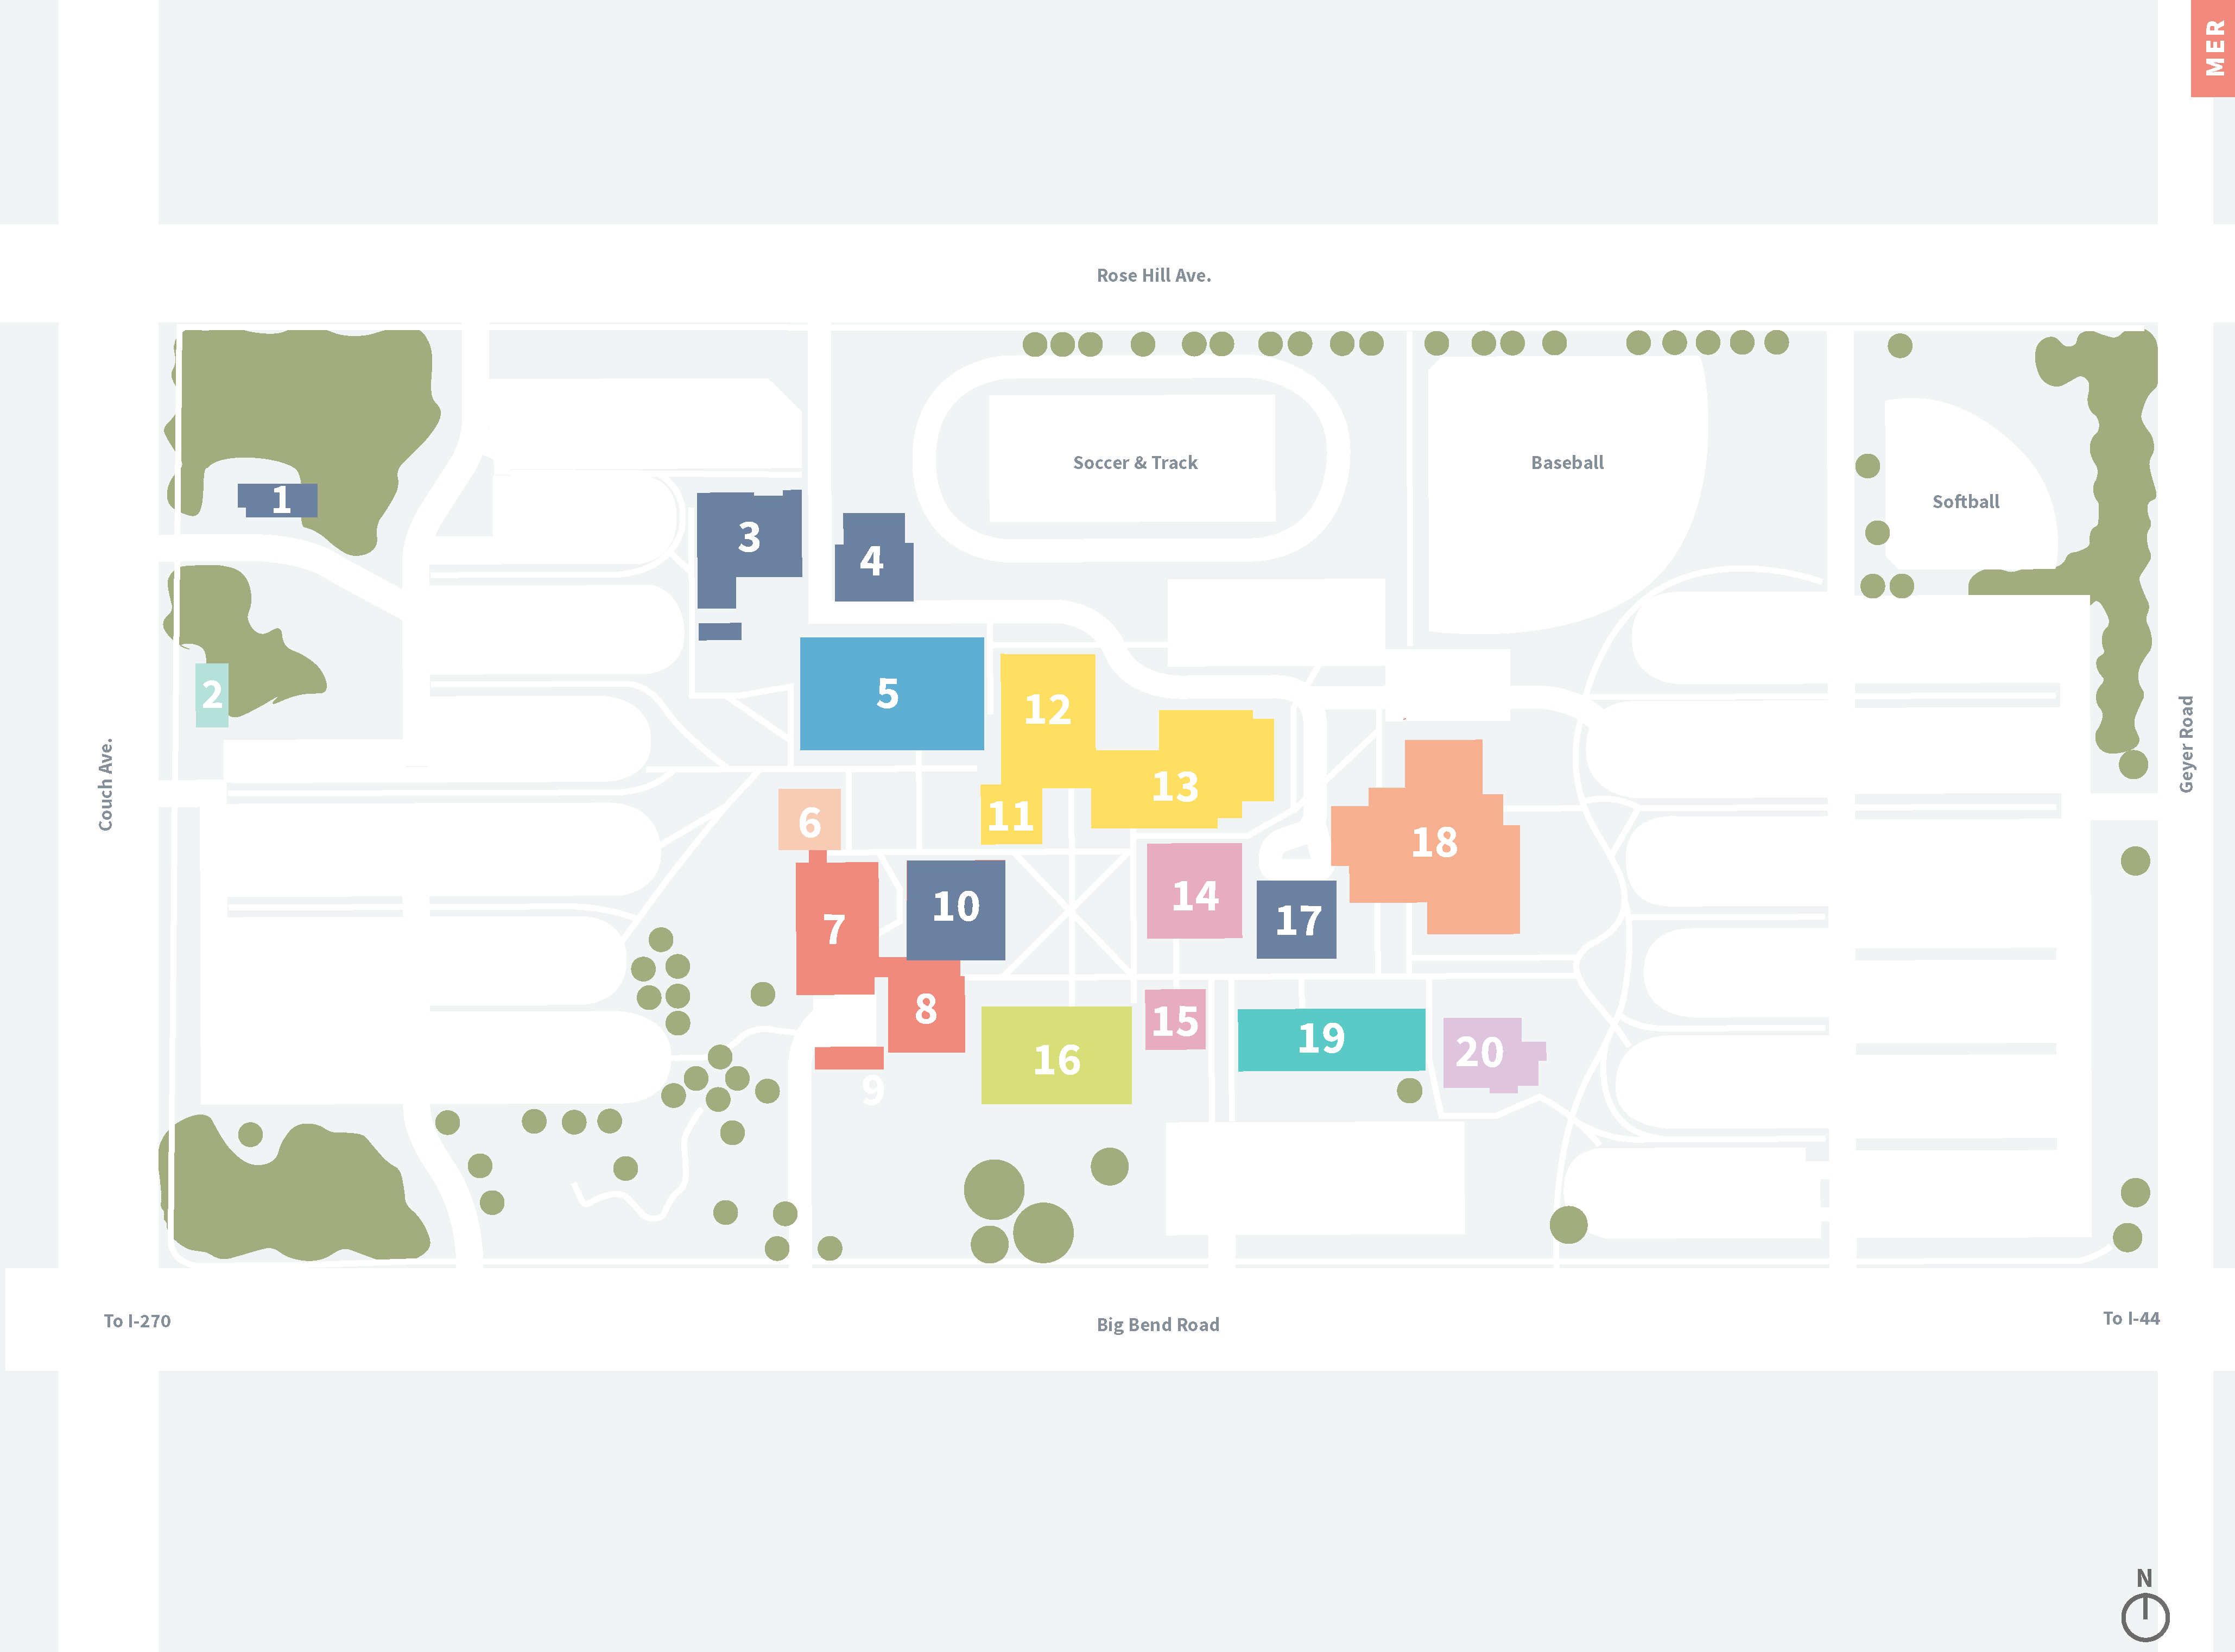 MER
Rose Hill Ave.
Soccer & Track
Baseball
Softball
1
3
4
2
5
12
Couch Ave.
Geyer Road
13
6
11
18
7
10
14
17
8
15
19
20
16
9
To I-270
Big Bend Road
To I-44
N